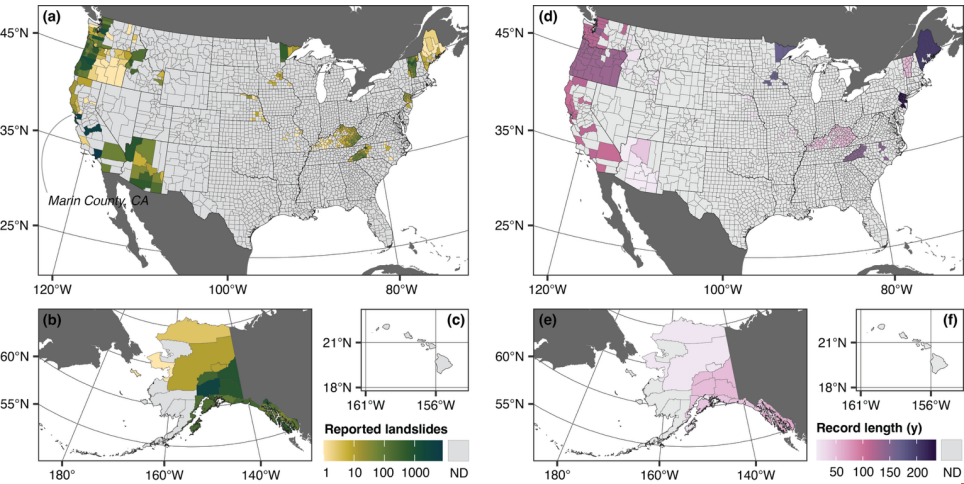 (a)
45°N
35°N
25°N
Marin County, CA
120°W
100°W
80°W
(d)
45°N
35°N
25°N
120°W
100°W
80°W
(b)
60°N
55°N
180°
160°W
140°W
(c)
21°N
18°N
161°W
156°W
Reported landslides
1
10
100
1000
ND
(e)
60°N
55°N
180°
160°W
140°W
(f)
21°N
18°N
161°W
156°W
Record length (y)
50
100
150
200
ND